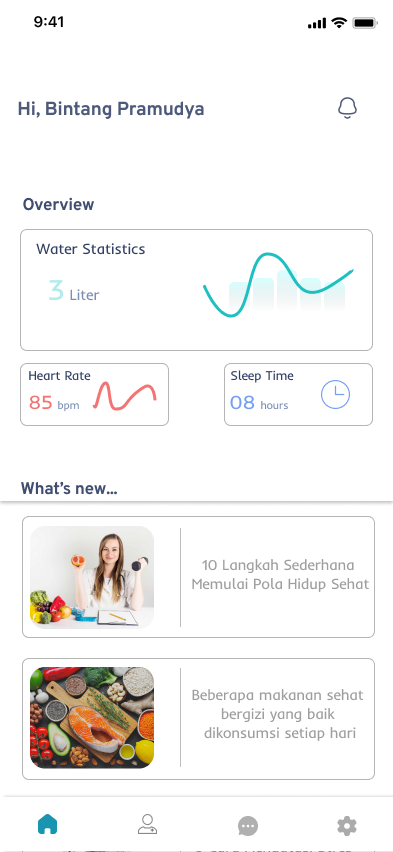 9:41
Hi, Bintang Pramudya
Overview
Water Statistics
3 Liter
Heart Rate
85 bpm
Sleep Time
08 hours
What's new...
10 Langkah Sederhana
Memulai Pola Hidup Sehat
Beberapa makanan sehat
bergizi yang baik
dikonsumsi setiap hari